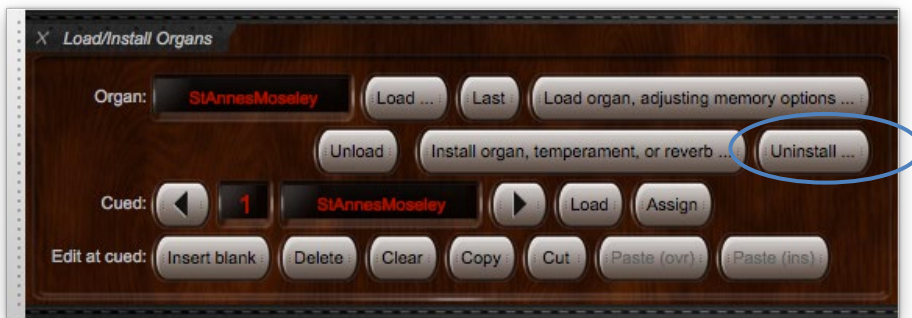 X Load/Install Organs
Organ: StAnnesMoseley Load ... Last Load organ, adjusting memory options ...
Unload Install organ, temperament, or reverb ... Uninstall ...
Cued: 1 StAnnesMoseley Load Assign
Edit at cued: Insert blank Delete Clear Copy Cut Paste (ovr) Paste (ins)